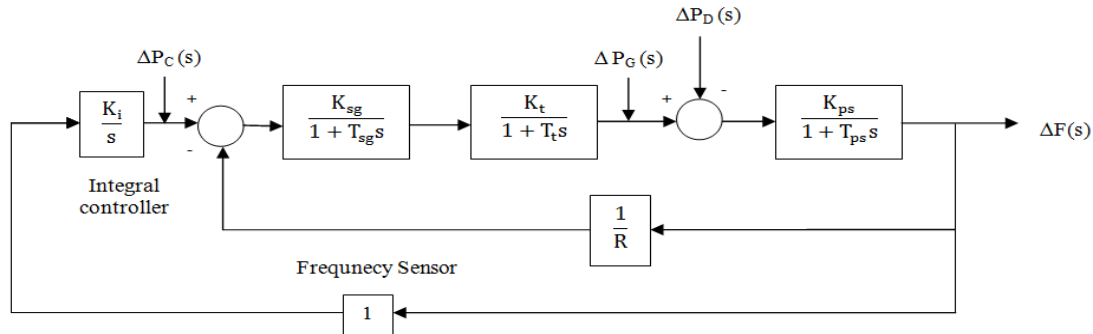 ΔP_D(s)
ΔP_C(s)
Δ P_G(s)
+
-
K_i
s
K_sg
1 + T_sg s
K_t
1 + T_t s
+
-
K_ps
1 + T_ps s
ΔF(s)
Integral
controller
1
R
Frequnecy Sensor
1